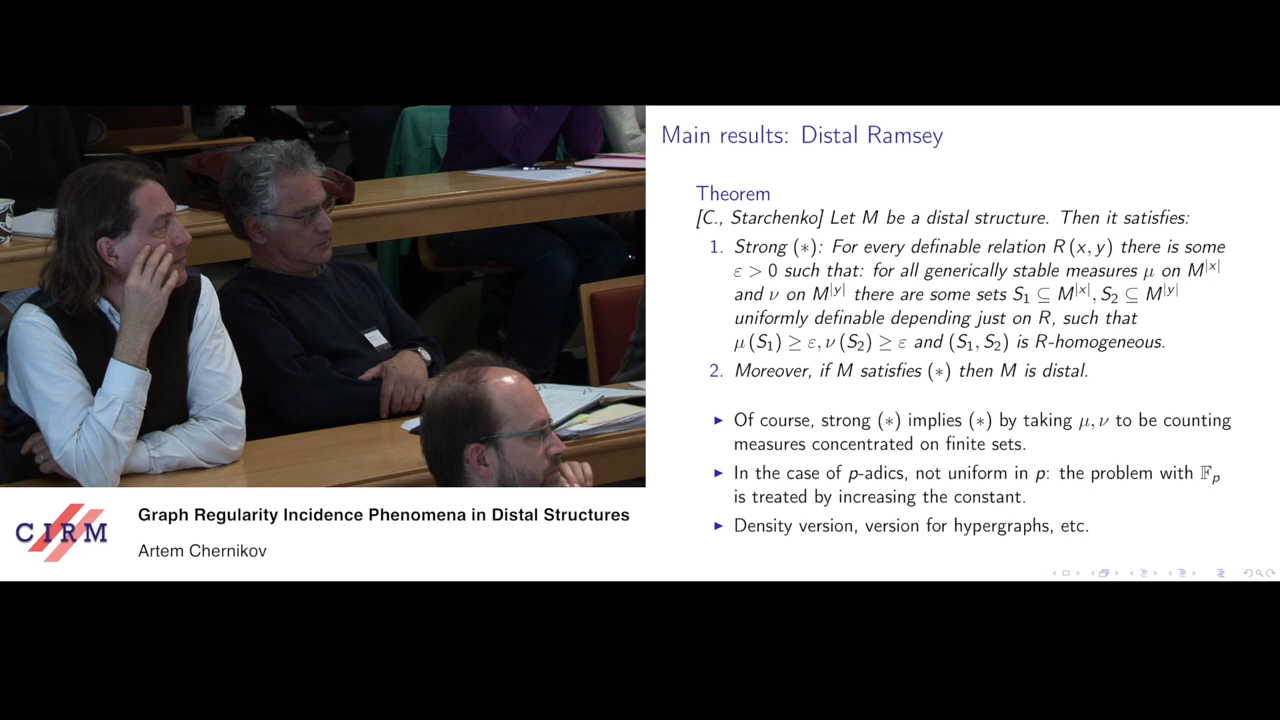 Main results: Distal Ramsey
Theorem
[C., Starchenko] Let M be a distal structure. Then it satisfies:
1. Strong (∗): For every definable relation R (x, y) there is some
ε > 0 such that: for all generically stable measures μ on M^|x|
and ν on M^|y| there are some sets S₁ ⊆ M^|x|, S₂ ⊆ M^|y|
uniformly definable depending just on R, such that
μ (S₁) ≥ ε, ν (S₂) ≥ ε and (S₁, S₂) is R-homogeneous.
2. Moreover, if M satisfies (∗) then M is distal.
▶ Of course, strong (∗) implies (∗) by taking μ, ν to be counting
measures concentrated on finite sets.
▶ In the case of p-adics, not uniform in p: the problem with 𝔽ₚ
is treated by increasing the constant.
▶ Density version, version for hypergraphs, etc.
CIRM
Graph Regularity Incidence Phenomena in Distal Structures
Artem Chernikov